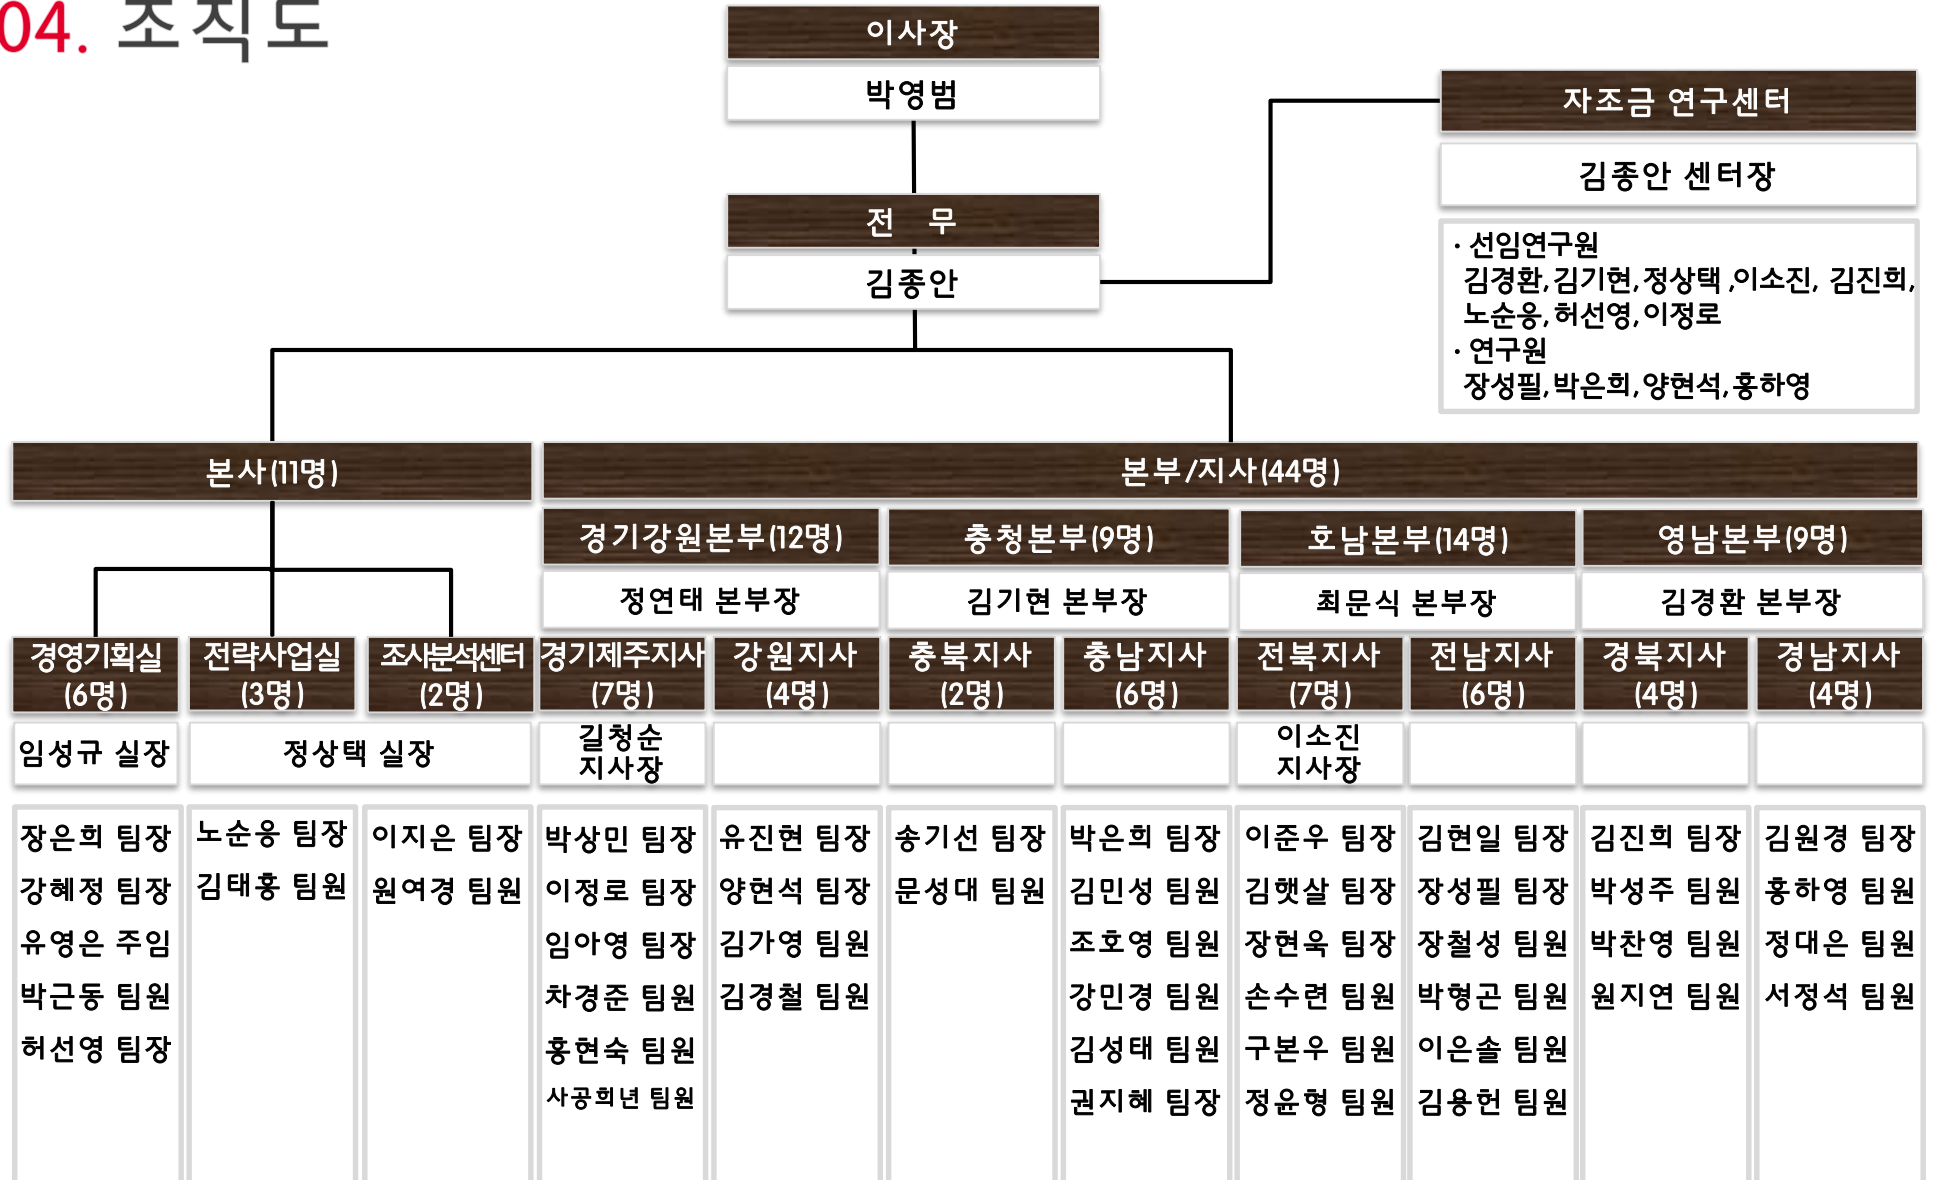 04. 조직도
이사장
박영범
전 무
김종안
자조금 연구센터
김종안 센터장
· 선임연구원
김경환, 김기현, 정상택 ,이소진, 김진희,
노순응, 허선영, 이정로
· 연구원
장성필, 박은희, 양현석, 홍하영
본사(11명)
본부/지사(44명)
경기강원본부(12명)
정연태 본부장
충청본부(9명)
김기현 본부장
호남본부(14명)
최문식 본부장
영남본부(9명)
김경환 본부장
경영기획실
(6명)
임성규 실장
장은희 팀장
강혜정 팀장
유영은 주임
박근동 팀원
허선영 팀장
전략사업실
(3명)
조사분석센터
(2명)
정상택 실장
노순응 팀장
김태홍 팀원
이지은 팀장
원여경 팀원
경기제주지사
(7명)
길청순
지사장
박상민 팀장
이정로 팀장
임아영 팀장
차경준 팀원
홍현숙 팀원
사공희년 팀원
강원지사
(4명)
유진현 팀장
양현석 팀장
김가영 팀원
김경철 팀원
충북지사
(2명)
송기선 팀장
문성대 팀원
충남지사
(6명)
박은희 팀장
김민성 팀원
조호영 팀원
강민경 팀원
김성태 팀원
권지혜 팀장
전북지사
(7명)
이소진
지사장
이준우 팀장
김햇살 팀장
장현욱 팀장
손수련 팀원
구본우 팀원
정윤형 팀원
전남지사
(6명)
김현일 팀장
장성필 팀장
장철성 팀원
박형곤 팀원
이은솔 팀원
김용헌 팀원
경북지사
(4명)
김진희 팀장
박성주 팀원
박찬영 팀원
원지연 팀원
경남지사
(4명)
김원경 팀장
홍하영 팀원
정대은 팀원
서정석 팀원